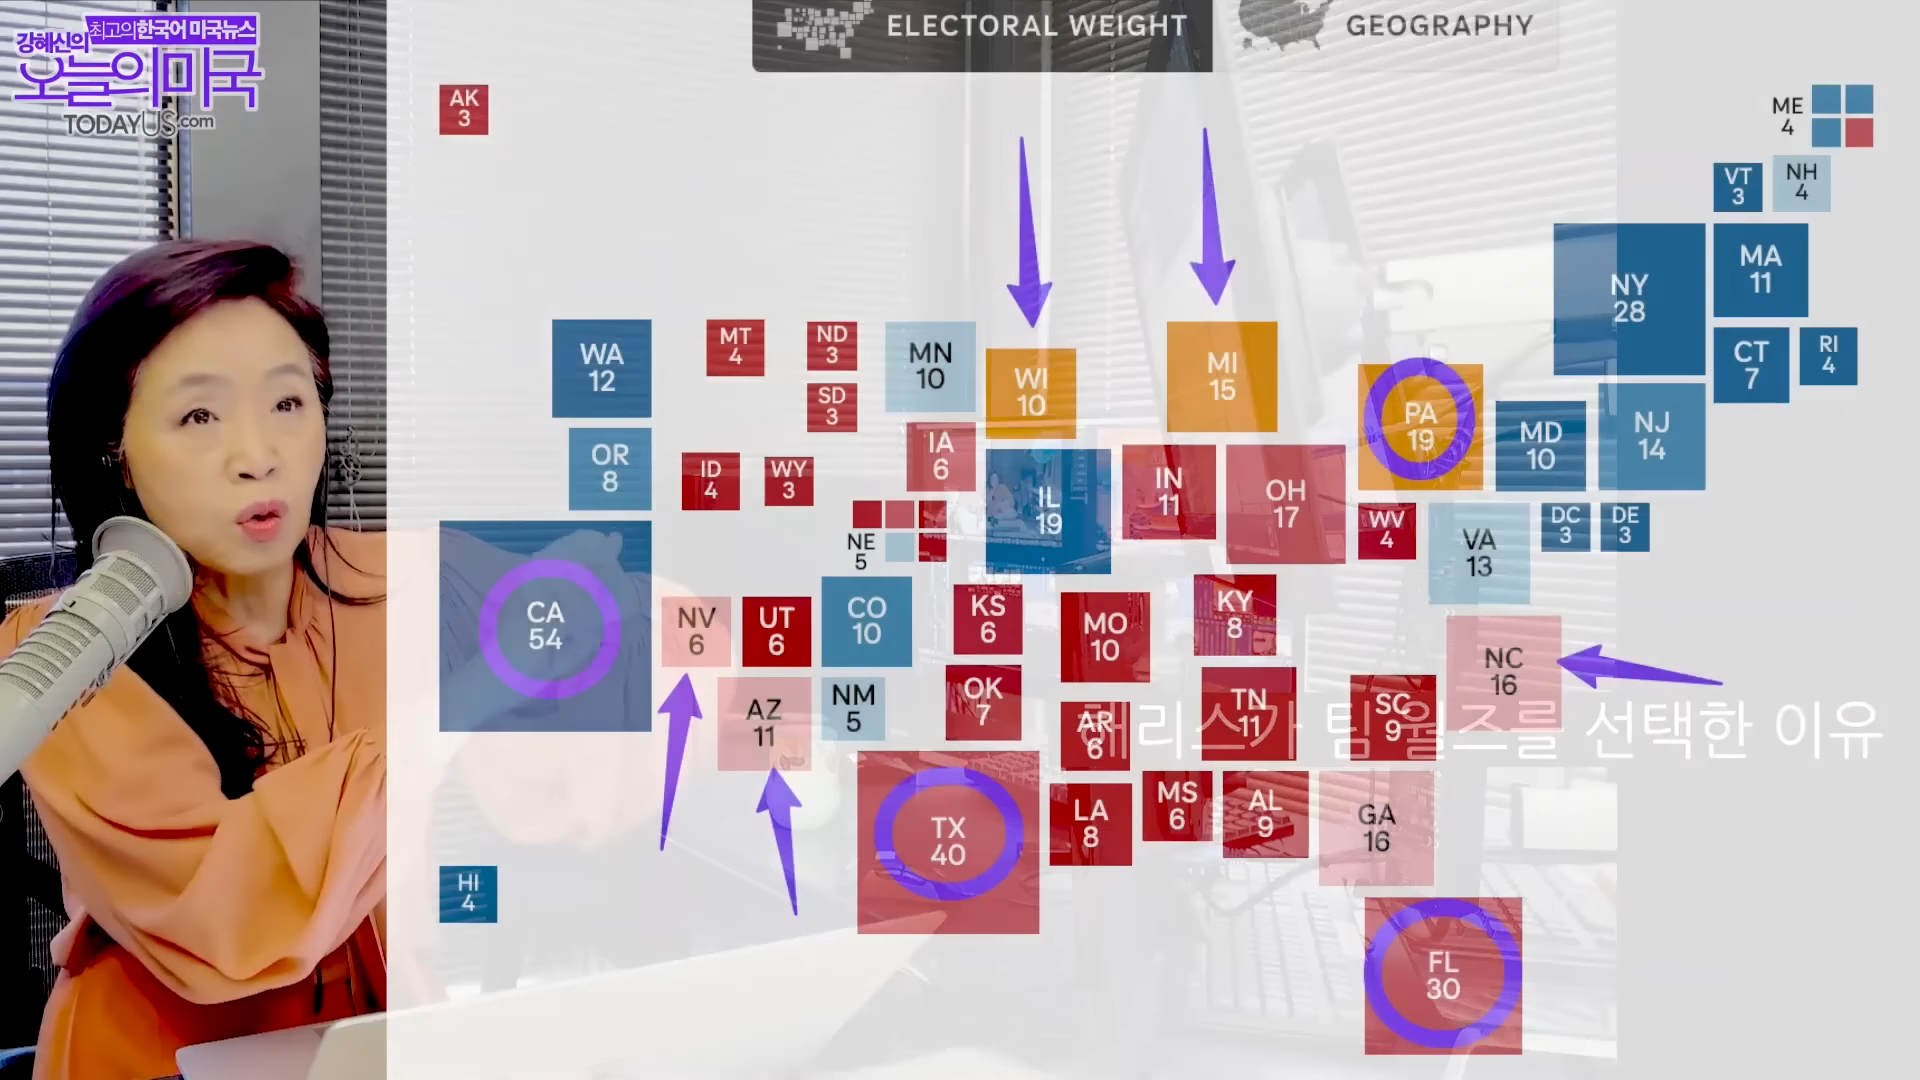 최고의한국어 미국뉴스
강혜신의
오늘의미국
TODAYUS.com
ELECTORAL WEIGHT
GEOGRAPHY
AK
3
ME
4
VT
3
NH
4
NY
28
MA
11
CT
7
RI
4
WA
12
MT
4
ND
3
MN
10
WI
10
MI
15
PA
19
MD
10
NJ
14
SD
3
OR
8
ID
4
WY
3
IA
6
IL
19
IN
11
OH
17
WV
4
VA
13
DC
3
DE
3
NE
5
CA
54
NV
6
UT
6
CO
10
KS
6
MO
10
KY
8
NC
16
AZ
11
NM
5
OK
7
AR
6
TN
11
SC
9
해리스가 팀 월즈를 선택한 이유
TX
40
LA
8
MS
6
AL
9
GA
16
HI
4
FL
30